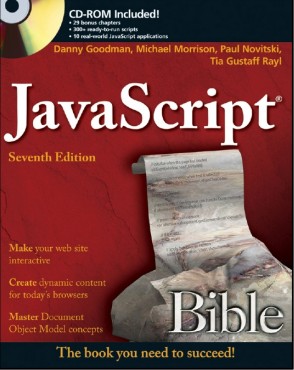 CD-ROM Included!
• 29 bonus chapters
• 300+ ready-to-run scripts
• 10 real-world JavaScript applications
Danny Goodman, Michael Morrison, Paul Novitski,
Tia Gustaff Rayl
JavaScript®
Seventh Edition
Make your web site
interactive
Create dynamic content
for today's browsers
Master Document
Object Model concepts
Bible
The book you need to succeed!